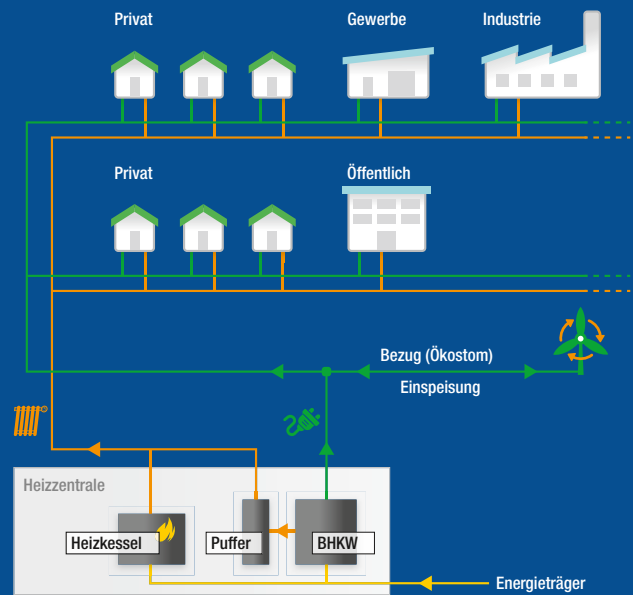 Privat
Gewerbe
Industrie
Privat
Öffentlich
Bezug (Ökostom)
Einspeisung
Heizzentrale
Heizkessel
Puffer
BHKW
Energieträger